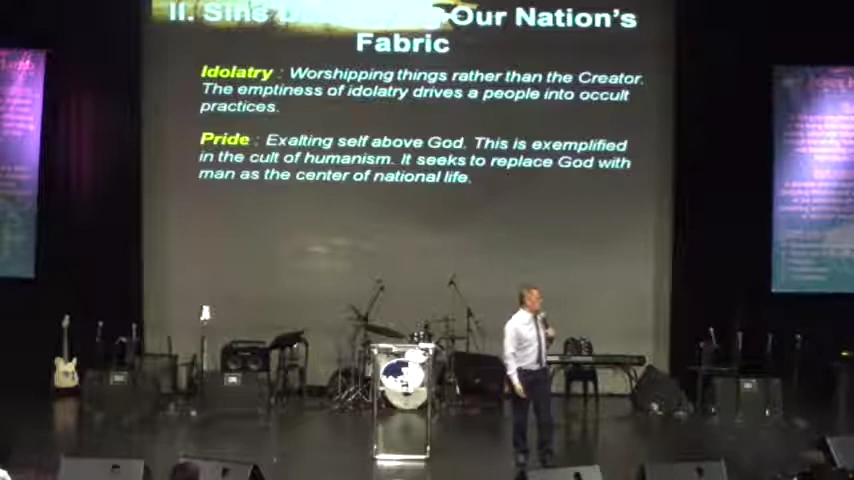 II. Sins Our Nation's
Fabric
Idolatry : Worshipping things rather than the Creator.
The emptiness of idolatry drives a people into occult
practices.
Pride : Exalting self above God. This is exemplified
in the cult of humanism. It seeks to replace God with
man as the center of national life.